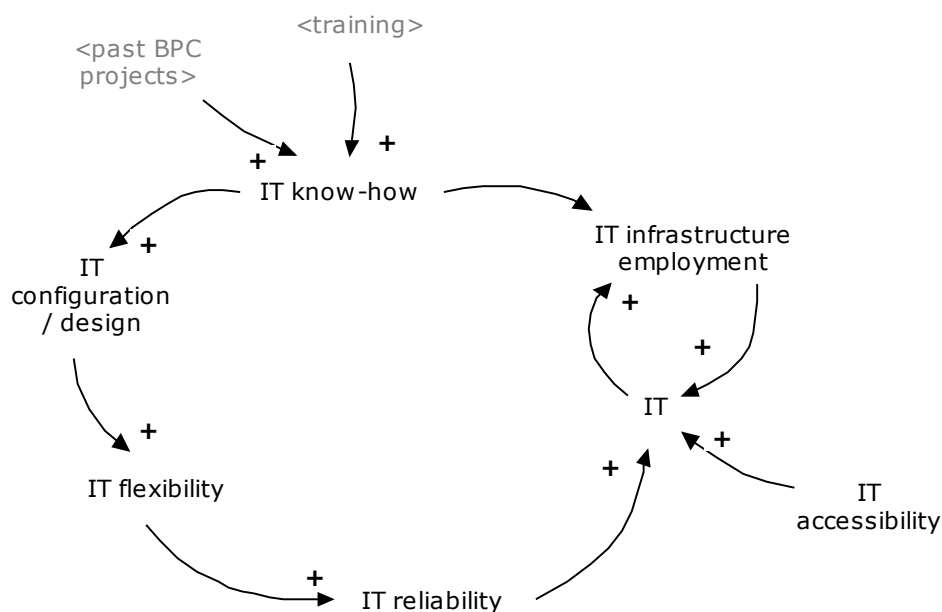 <training>
<past BPC
projects>
+
+
IT know-how
+
IT infrastructure
employment
IT
configuration
/ design
+
+
IT
+
+
+
IT flexibility
IT
accessibility
+
IT reliability